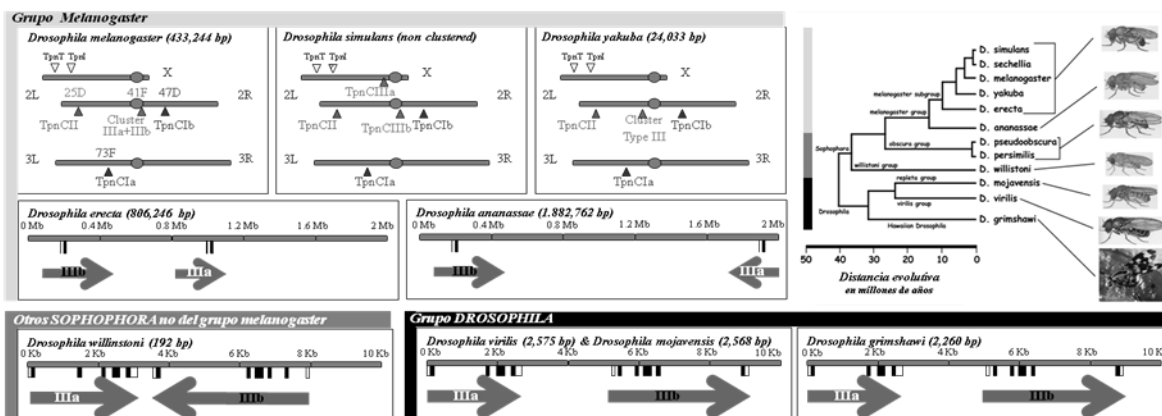 Grupo Melanogaster
Drosophila melanogaster (433,244 bp)
TpnT TpnI
X
25D 41F 47D
2L 2R
TpnCII Cluster IIIa+IIIb TpnCIb
73F
3L 3R
TpnCIa
Drosophila simulans (non clustered)
TpnT TpnI
X
TpnCIIIa
2L 2R
TpnCII TpnCIIIb TpnCIb
3L 3R
TpnCIa
Drosophila yakuba (24,033 bp)
TpnT TpnI
X
2L 2R
TpnCII Cluster Type III TpnCIb
3L 3R
TpnCIa
Drosophila erecta (806,246 bp)
0 Mb 0.4 Mb 0.8 Mb 1.2 Mb 1.6 Mb 2 Mb
IIIb IIIa
Drosophila ananassae (1.882,762 bp)
0 Mb 0.4 Mb 0.8 Mb 1.2 Mb 1.6 Mb 2 Mb
IIIb IIIa
D. simulans
D. sechellia
D. melanogaster
D. yakuba
D. erecta
D. ananassae
D. pseudoobscura
D. persimilis
D. willistoni
D. mojavensis
D. virilis
D. grimshawi
melanogaster subgroup
melanogaster group
obscura group
Sophophora
willistoni group
repleta group
virilis group
Drosophila
Hawaiian Drosophila
50 40 30 20 10 0
Distancia evolutiva
en millones de años
Otros SOPHOPHORA no del grupo melanogaster
Drosophila willinstoni (192 bp)
0 Kb 2 Kb 4 Kb 6 Kb 8 Kb 10 Kb
IIIa IIIb
Grupo DROSOPHILA
Drosophila virilis (2,575 bp) & Drosophila mojavensis (2,568 bp)
0 Kb 2 Kb 4 Kb 6 Kb 8 Kb 10 Kb
IIIa IIIb
Drosophila grimshawi (2,260 bp)
0 Kb 2 Kb 4 Kb 6 Kb 8 Kb 10 Kb
IIIa IIIb